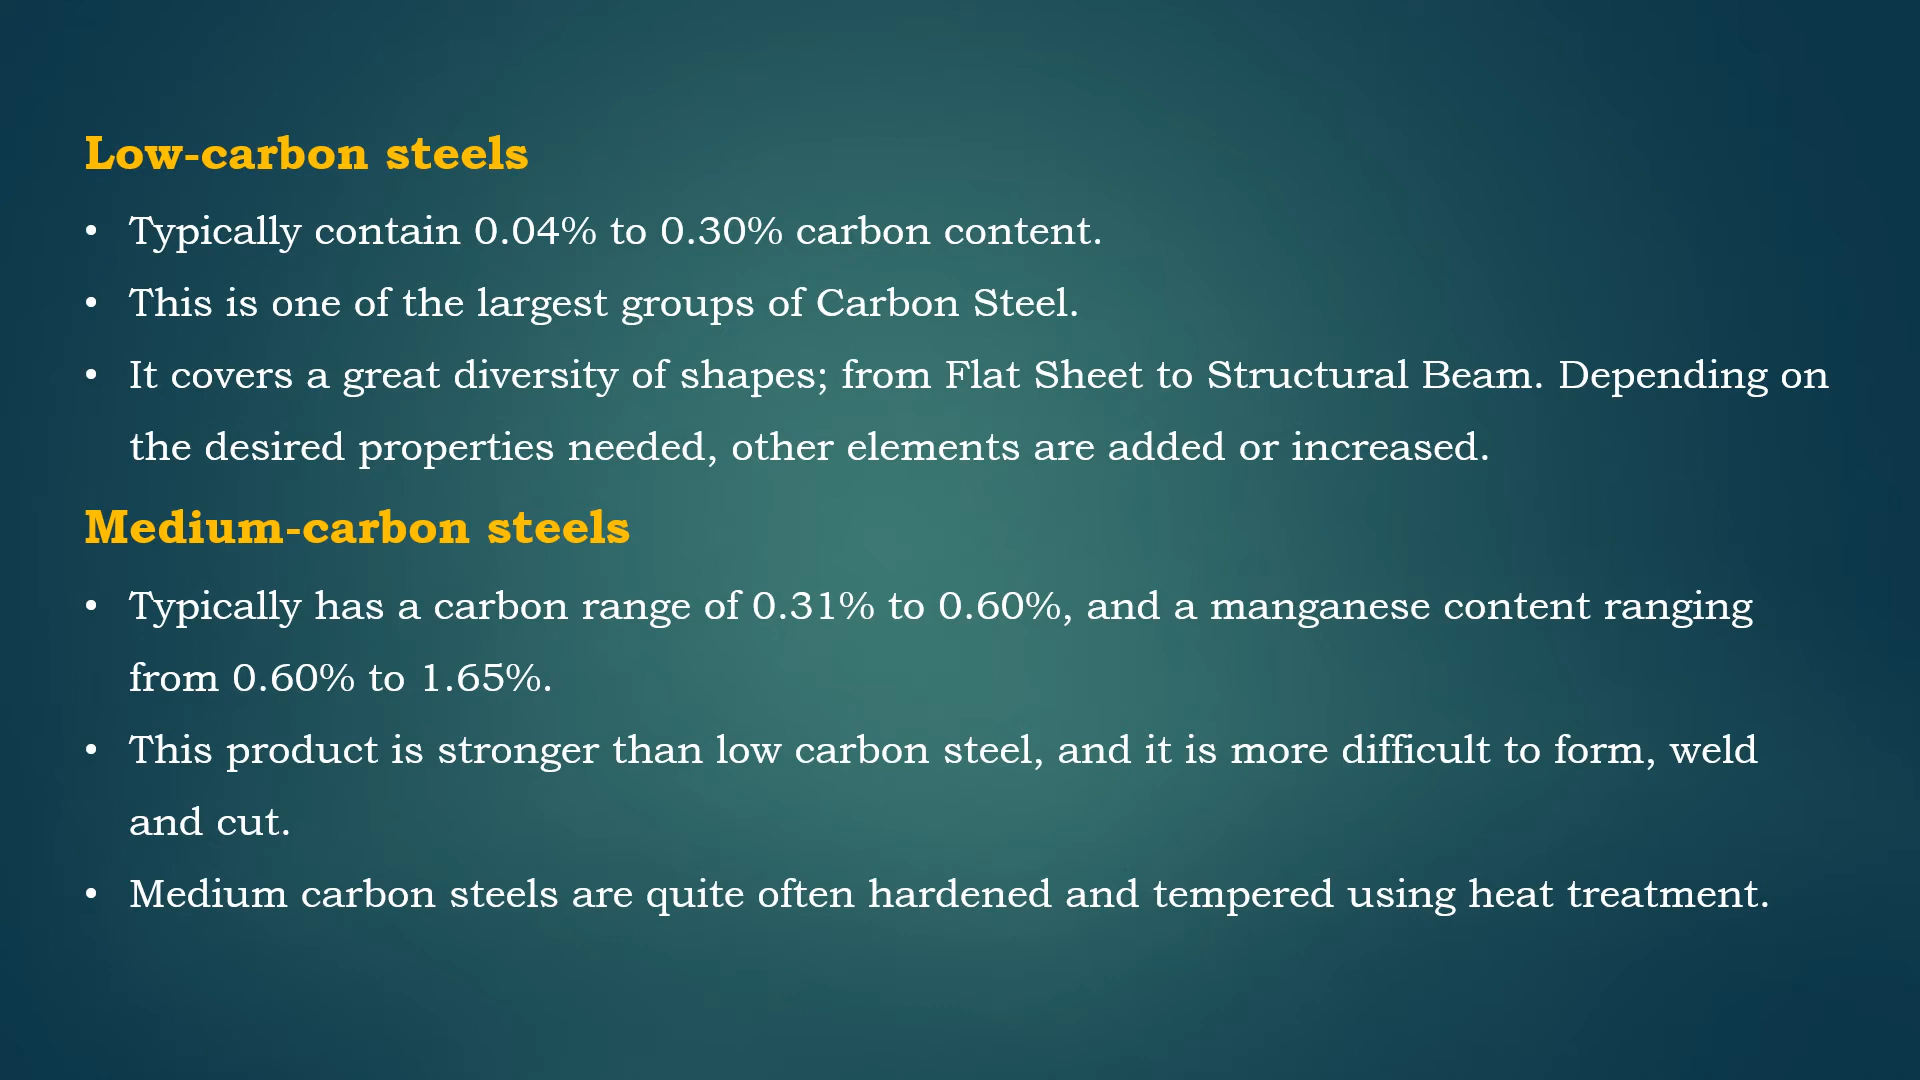 Low-carbon steels
• Typically contain 0.04% to 0.30% carbon content.
• This is one of the largest groups of Carbon Steel.
• It covers a great diversity of shapes; from Flat Sheet to Structural Beam. Depending on
the desired properties needed, other elements are added or increased.
Medium-carbon steels
• Typically has a carbon range of 0.31% to 0.60%, and a manganese content ranging
from 0.60% to 1.65%.
• This product is stronger than low carbon steel, and it is more difficult to form, weld
and cut.
• Medium carbon steels are quite often hardened and tempered using heat treatment.